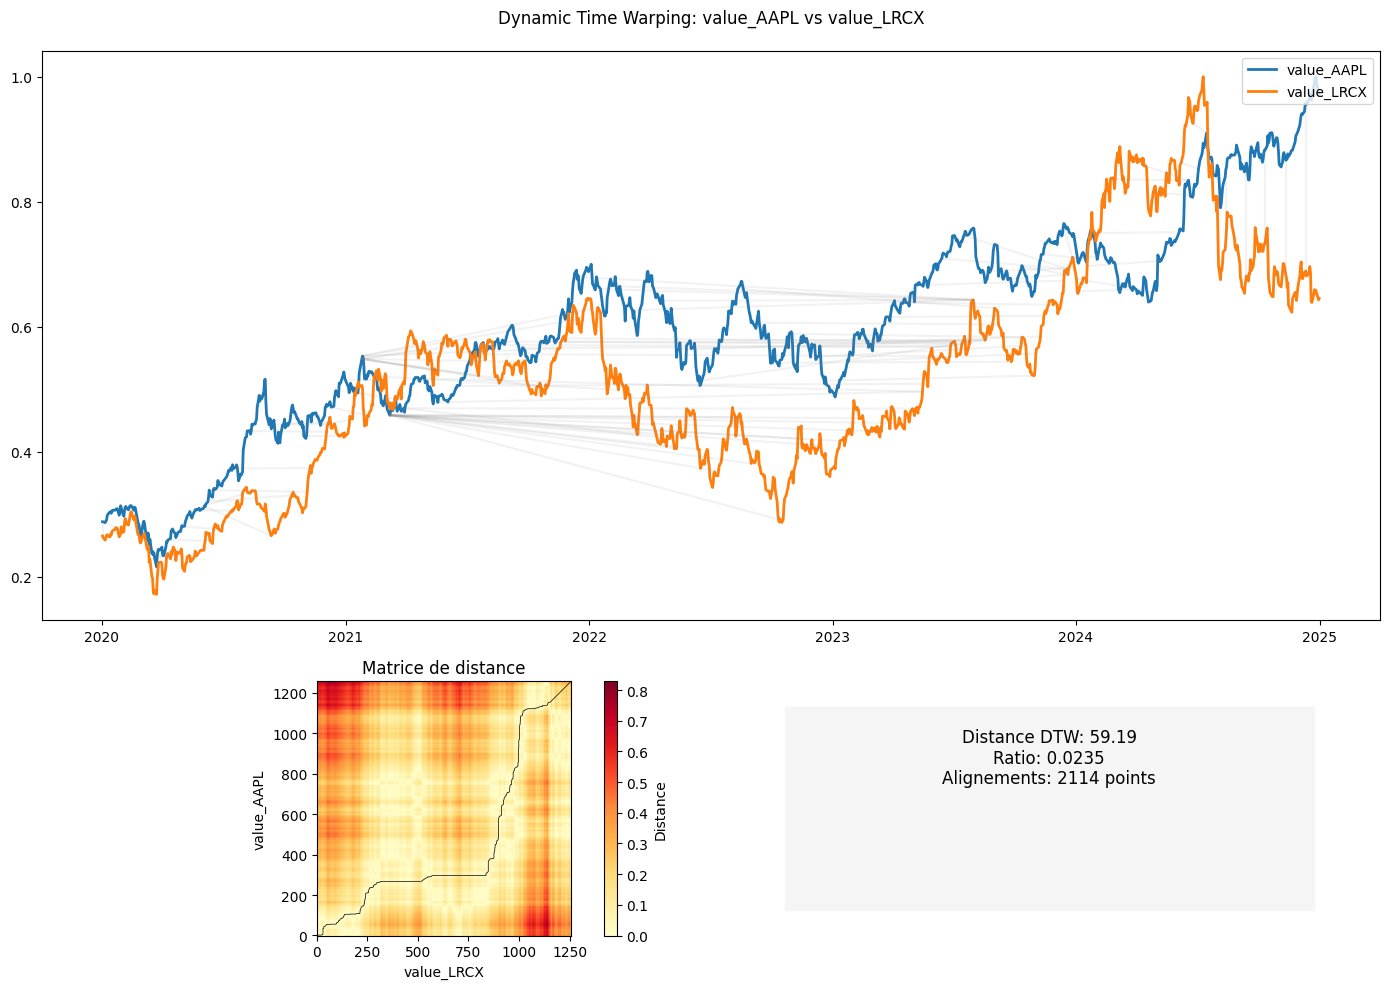 Dynamic Time Warping: value_AAPL vs value_LRCX
value_AAPL
value_LRCX
1.0
0.8
0.6
0.4
0.2
2020 2021 2022 2023 2024 2025
Matrice de distance
value_AAPL
1200
1000
800
600
400
200
0
0 250 500 750 1000 1250
value_LRCX
0.8
0.7
0.6
0.5
0.4
0.3
0.2
0.1
0.0
Distance
Distance DTW: 59.19
Ratio: 0.0235
Alignements: 2114 points